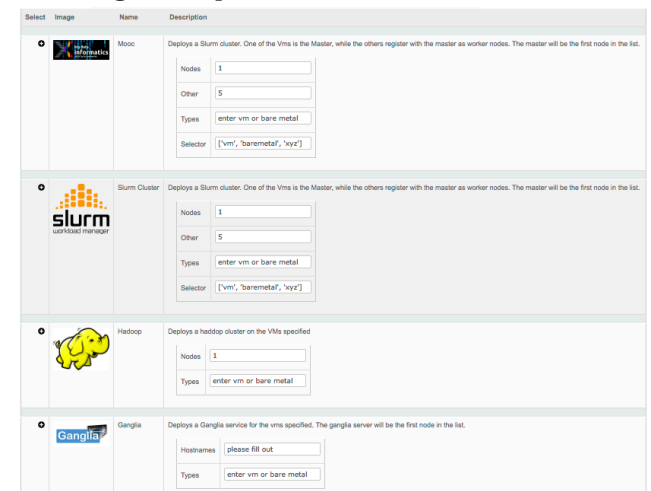 Select Image Name Description
Big Data
Informatics
Mooc
Deploys a Slurm cluster. One of the Vms is the Master, while the others register with the master as worker nodes. The master will be the first node in the list.
Nodes 1
Other 5
Types enter vm or bare metal
Selector ['vm', 'baremetal', 'xyz']
slurm
workload manager
Slurm Cluster
Deploys a Slurm cluster. One of the Vms is the Master, while the others register with the master as worker nodes. The master will be the first node in the list.
Nodes 1
Other 5
Types enter vm or bare metal
Selector ['vm', 'baremetal', 'xyz']
Hadoop
Deploys a haddop cluster on the VMs specified
Nodes 1
Types enter vm or bare metal
Ganglia
Ganglia
Deploys a Ganglia service for the vms specified. The ganglia server will be the first node in the list.
Hostnames please fill out
Types enter vm or bare metal